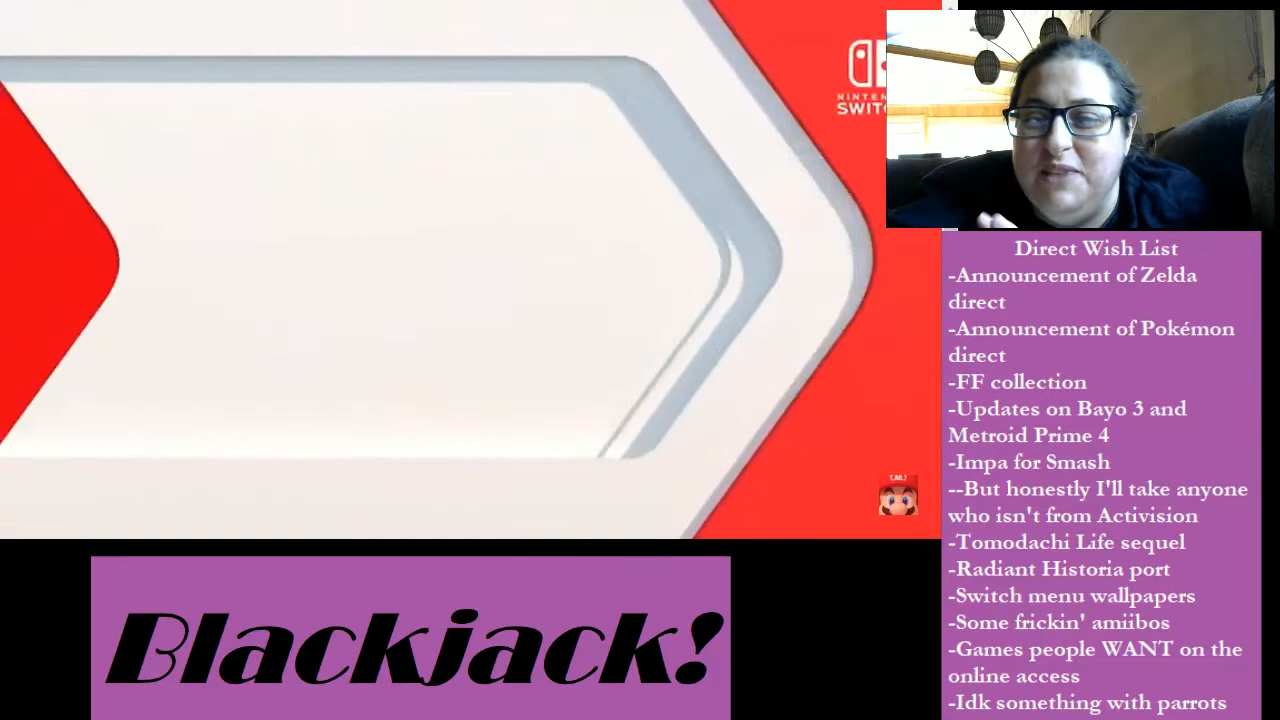 NINTEN
SWITC
Direct Wish List
-Announcement of Zelda
direct
-Announcement of Pokémon
direct
-FF collection
-Updates on Bayo 3 and
Metroid Prime 4
-Impa for Smash
--But honestly I'll take anyone
who isn't from Activision
-Tomodachi Life sequel
-Radiant Historia port
-Switch menu wallpapers
-Some frickin' amiibos
-Games people WANT on the
online access
-Idk something with parrots
Blackjack!